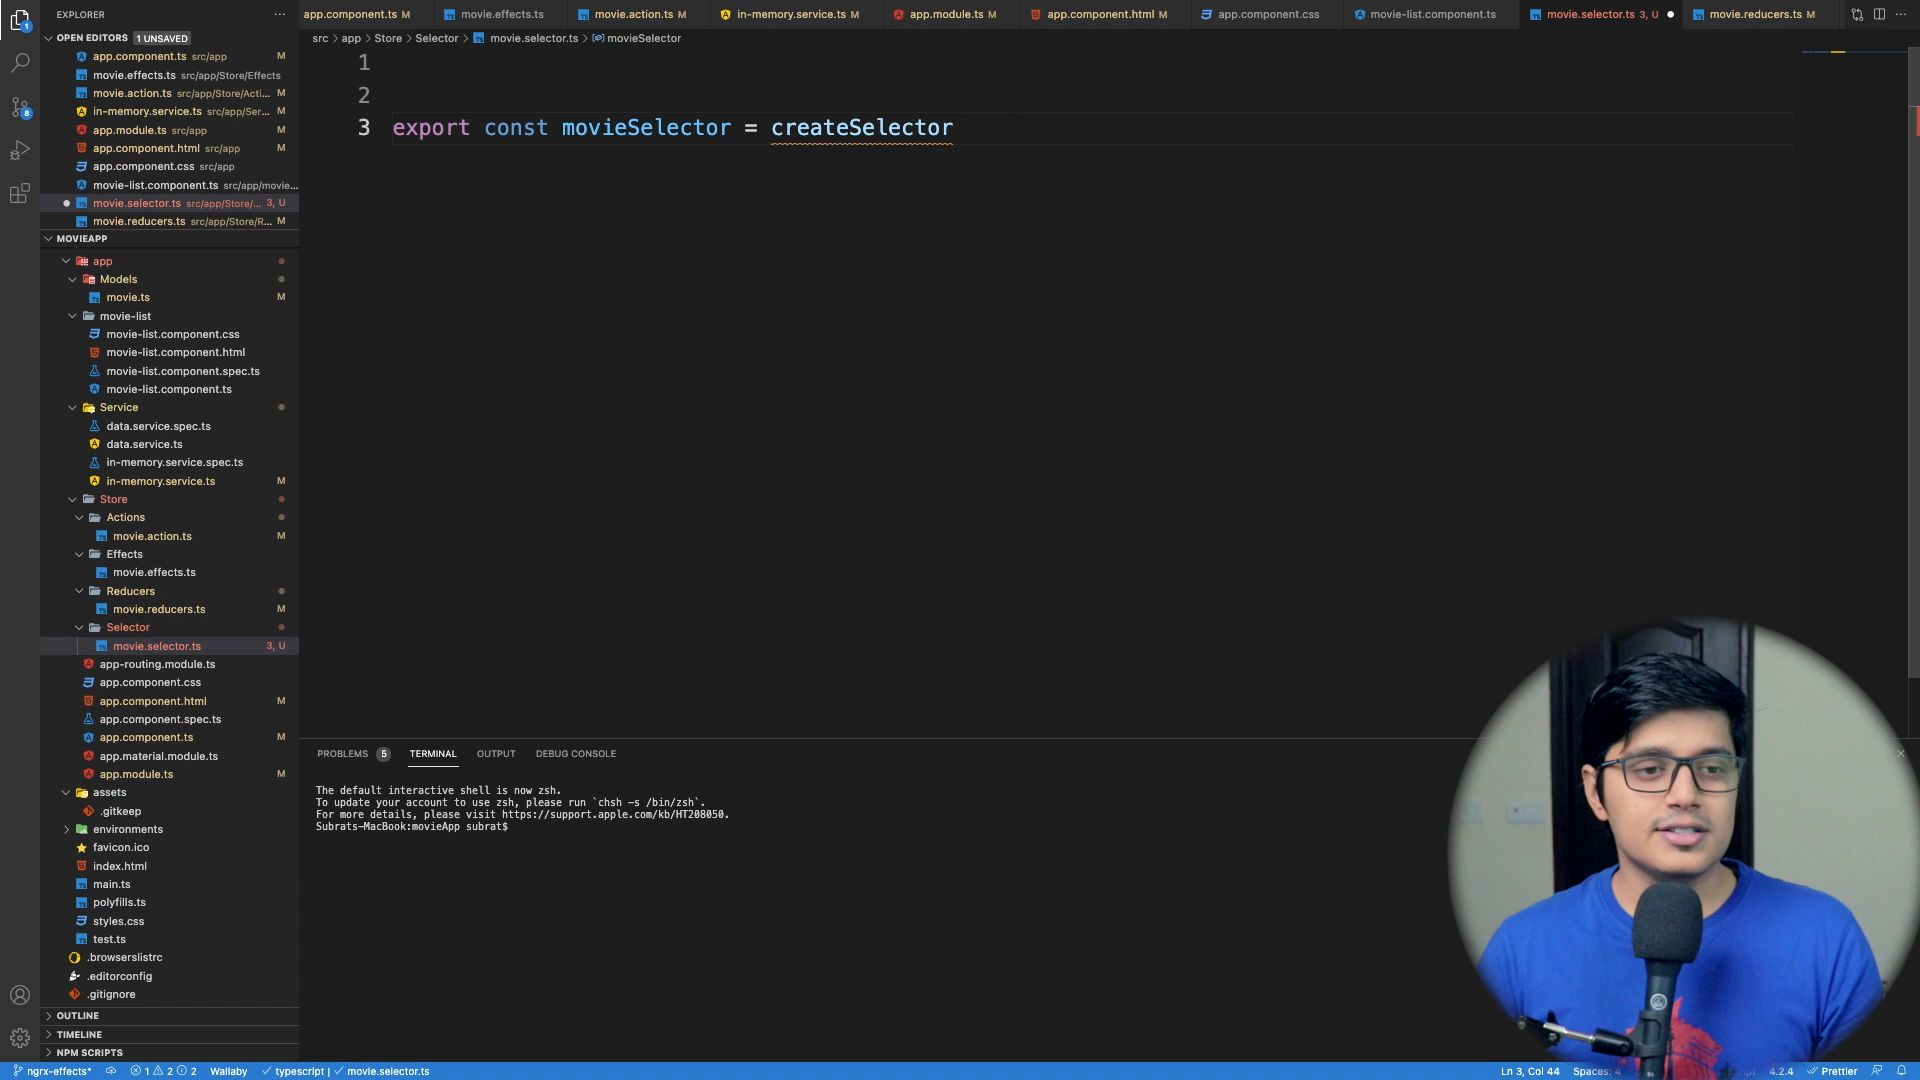 EXPLORER
OPEN EDITORS 1 UNSAVED
app.component.ts src/app M
movie.effects.ts src/app/Store/Effects
movie.action.ts src/app/Store/Acti... M
in-memory.service.ts src/app/Ser... M
app.module.ts src/app M
app.component.html src/app M
app.component.css src/app
movie-list.component.ts src/app/movie...
movie.selector.ts src/app/Store/... 3, U
movie.reducers.ts src/app/Store/R... M
MOVIEAPP
app
Models
movie.ts M
movie-list
movie-list.component.css
movie-list.component.html
movie-list.component.spec.ts
movie-list.component.ts
Service
data.service.spec.ts
data.service.ts
in-memory.service.spec.ts
in-memory.service.ts M
Store
Actions
movie.action.ts M
Effects
movie.effects.ts
Reducers
movie.reducers.ts M
Selector
movie.selector.ts 3, U
app-routing.module.ts
app.component.css
app.component.html M
app.component.spec.ts
app.component.ts M
app.material.module.ts
app.module.ts M
assets
.gitkeep
environments
favicon.ico
index.html
main.ts
polyfills.ts
styles.css
test.ts
.browserslistrc
.editorconfig
.gitignore
OUTLINE
TIMELINE
NPM SCRIPTS
app.component.ts M movie.effects.ts movie.action.ts M in-memory.service.ts M app.module.ts M app.component.html M app.component.css movie-list.component.ts movie.selector.ts 3, U movie.reducers.ts M
src > app > Store > Selector > movie.selector.ts > movieSelector
1
2
3 export const movieSelector = createSelector
PROBLEMS 5 TERMINAL OUTPUT DEBUG CONSOLE
The default interactive shell is now zsh.
To update your account to use zsh, please run `chsh -s /bin/zsh`.
For more details, please visit https://support.apple.com/kb/HT208050.
Subrats-MacBook:movieApp subrat$
ngrx-effects* 1 2 2 Wallaby typescript | movie.selector.ts Ln 3, Col 44 Spaces: 4.2.4 Prettier